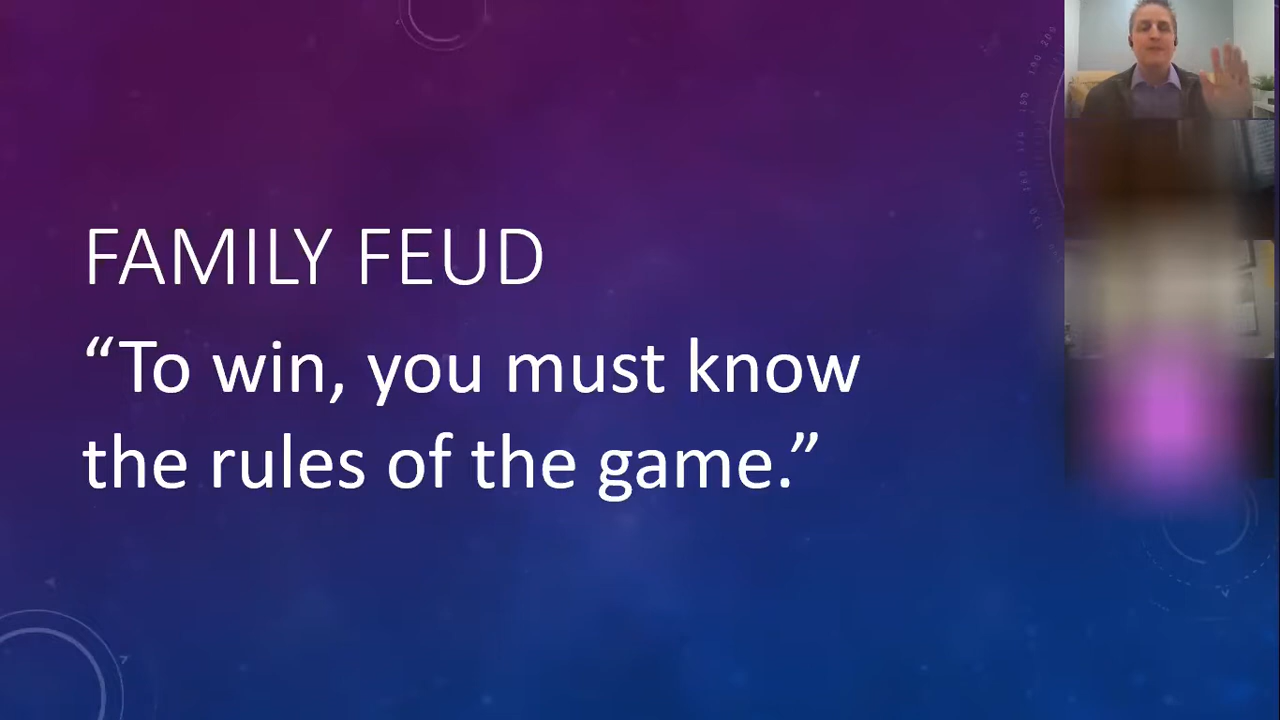 FAMILY FEUD
“To win, you must know
the rules of the game.”